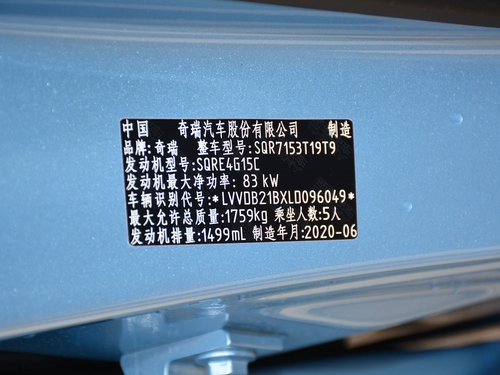 中国 奇瑞汽车股份有限公司 制造
品牌:奇瑞 整车型号:SQR7153T19T9
发动机型号:SQRE4G15C
发动机最大净功率: 83 kW
车辆识别代号:*LVVDB21BXLD096049*
最大允许总质量:1759kg 乘坐人数:5人
发动机排量:1499mL 制造年月:2020-06